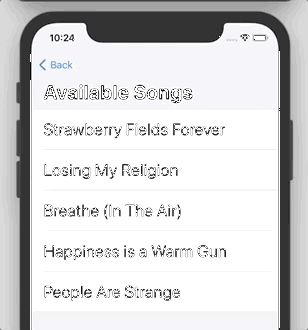 10:24
Back
Available Songs
Strawberry Fields Forever
Losing My Religion
Breathe (In The Air)
Happiness is a Warm Gun
People Are Strange